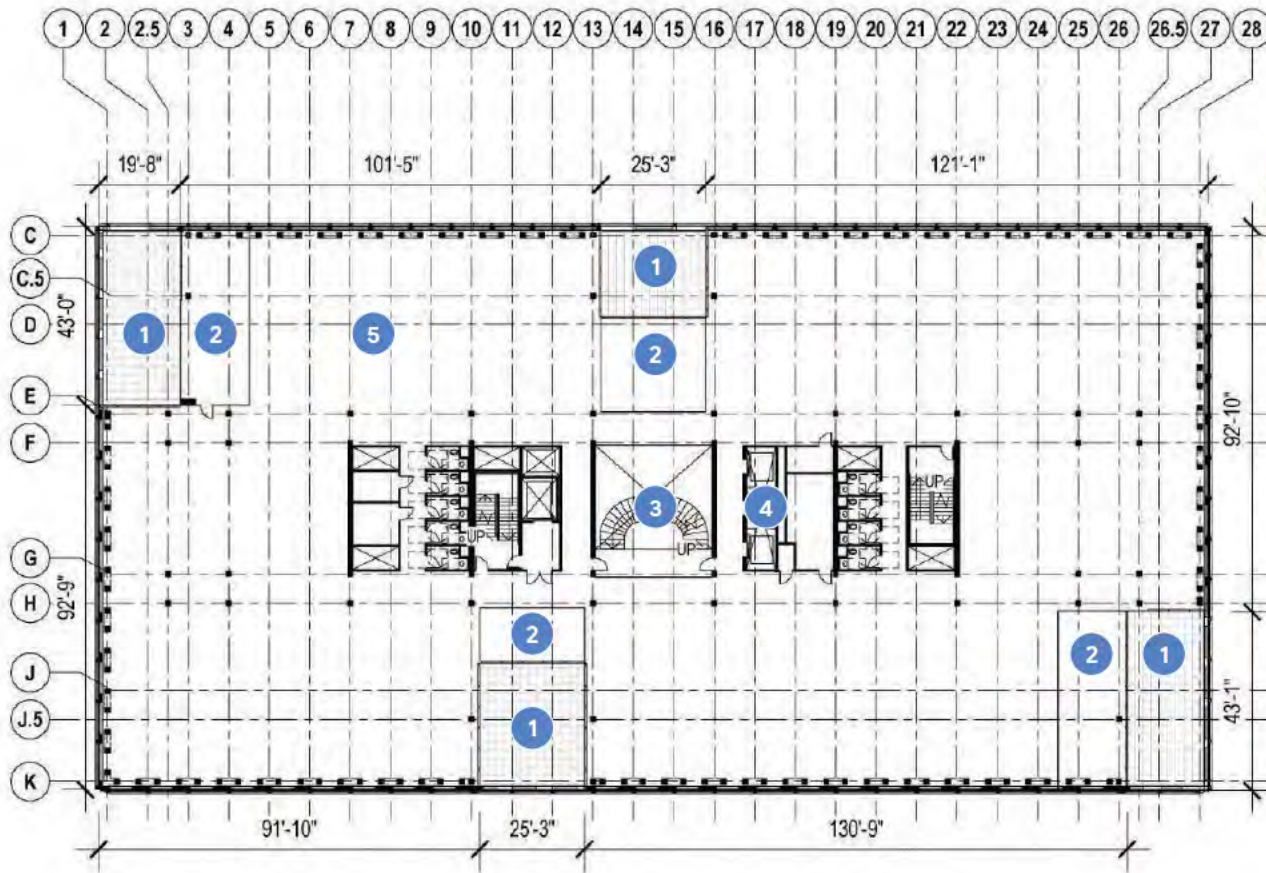 1 2 2.5 3 4 5 6 7 8 9 10 11 12 13 14 15 16 17 18 19 20 21 22 23 24 25 26 26.5 27 28
19'-8" 101'-5" 25'-3" 121'-1"
C
1
C.5
43'-0"
D
1 2 5 2
E
92'-10"
F
UP
3 4
UP UP
G
92'-9"
H
2
2 1
J
43'-1"
J.5
1
K
91'-10" 25'-3" 130'-9"